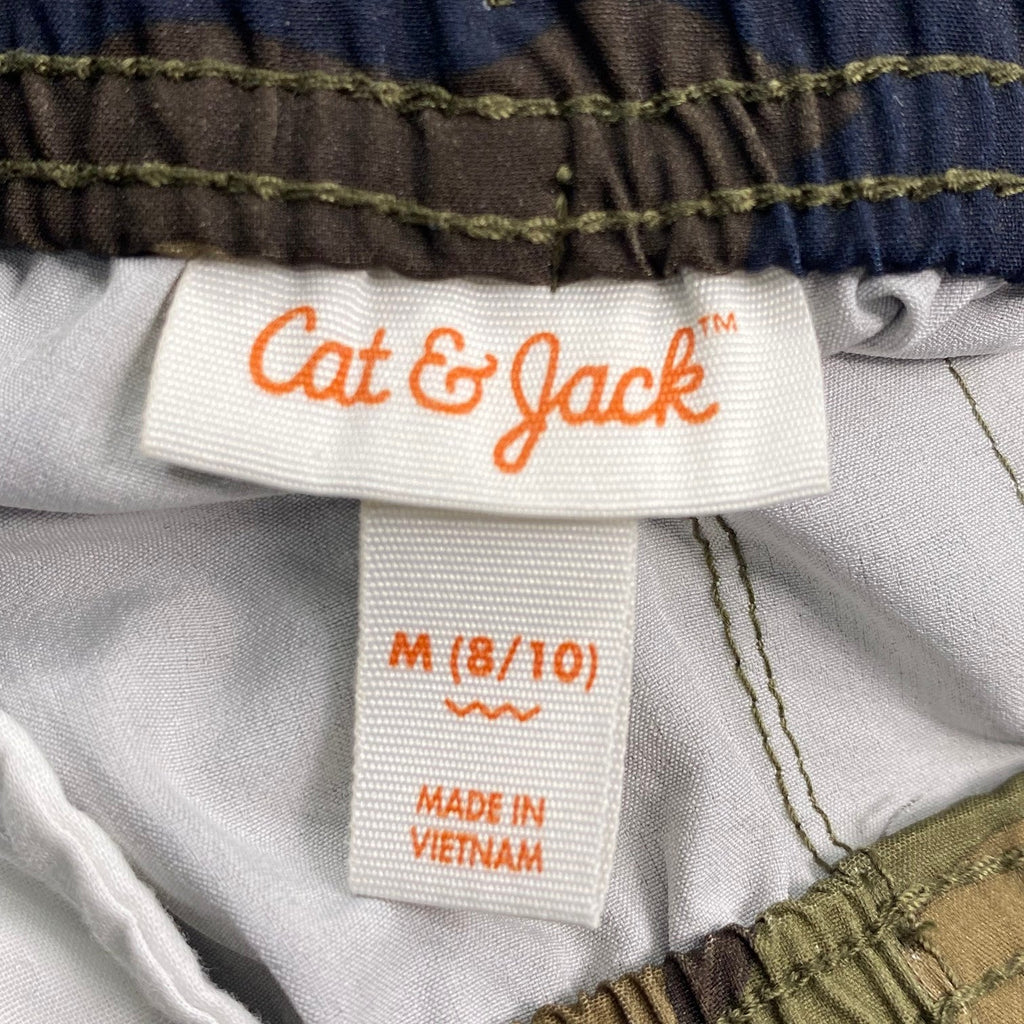 Cat & Jack™
M (8/10)
MADE IN
VIETNAM